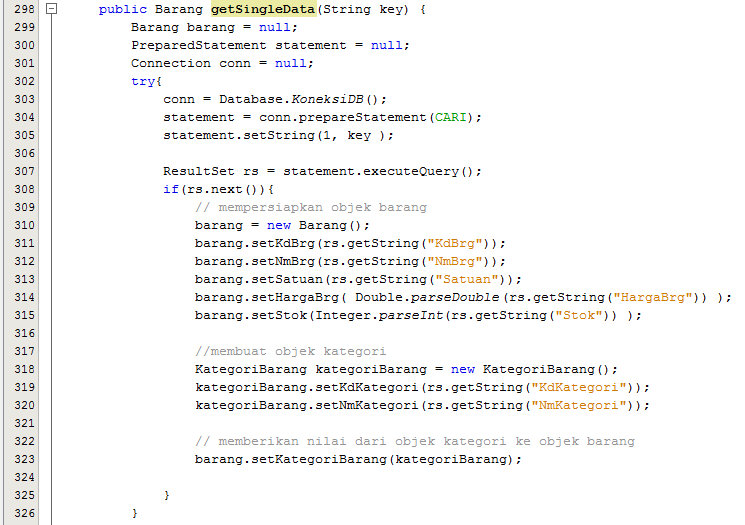 298 public Barang getSingleData(String key) {
299 Barang barang = null;
300 PreparedStatement statement = null;
301 Connection conn = null;
302 try{
303 conn = Database.KoneksiDB();
304 statement = conn.prepareStatement(CARI);
305 statement.setString(1, key );
306
307 ResultSet rs = statement.executeQuery();
308 if(rs.next()){
309 // mempersiapkan objek barang
310 barang = new Barang();
311 barang.setKdBrg(rs.getString("KdBrg"));
312 barang.setNmBrg(rs.getString("NmBrg"));
313 barang.setSatuan(rs.getString("Satuan"));
314 barang.setHargaBrg( Double.parseDouble(rs.getString("HargaBrg")) );
315 barang.setStok(Integer.parseInt(rs.getString("Stok")) );
316
317 //membuat objek kategori
318 KategoriBarang kategoriBarang = new KategoriBarang();
319 kategoriBarang.setKdKategori(rs.getString("KdKategori"));
320 kategoriBarang.setNmKategori(rs.getString("NmKategori"));
321
322 // memberikan nilai dari objek kategori ke objek barang
323 barang.setKategoriBarang(kategoriBarang);
324
325 }
326 }